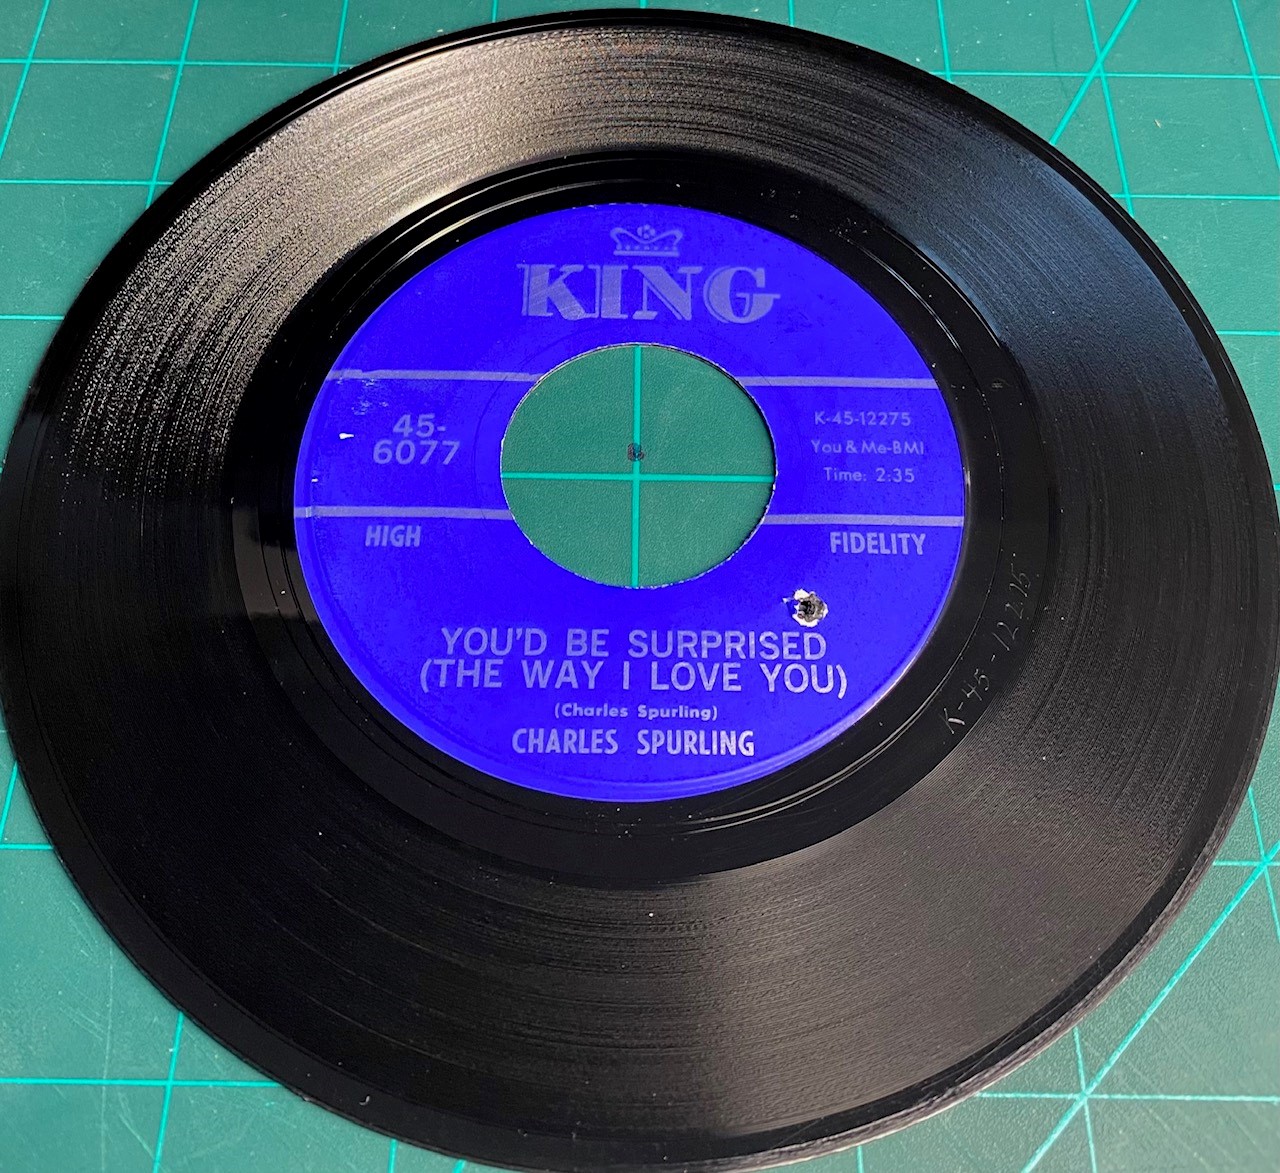 KING
45-
6077
K-45-12275
You & Me-BMI
Time: 2:35
HIGH
FIDELITY
YOU'D BE SURPRISED
(THE WAY I LOVE YOU)
(Charles Spurling)
CHARLES SPURLING
K-45-12275